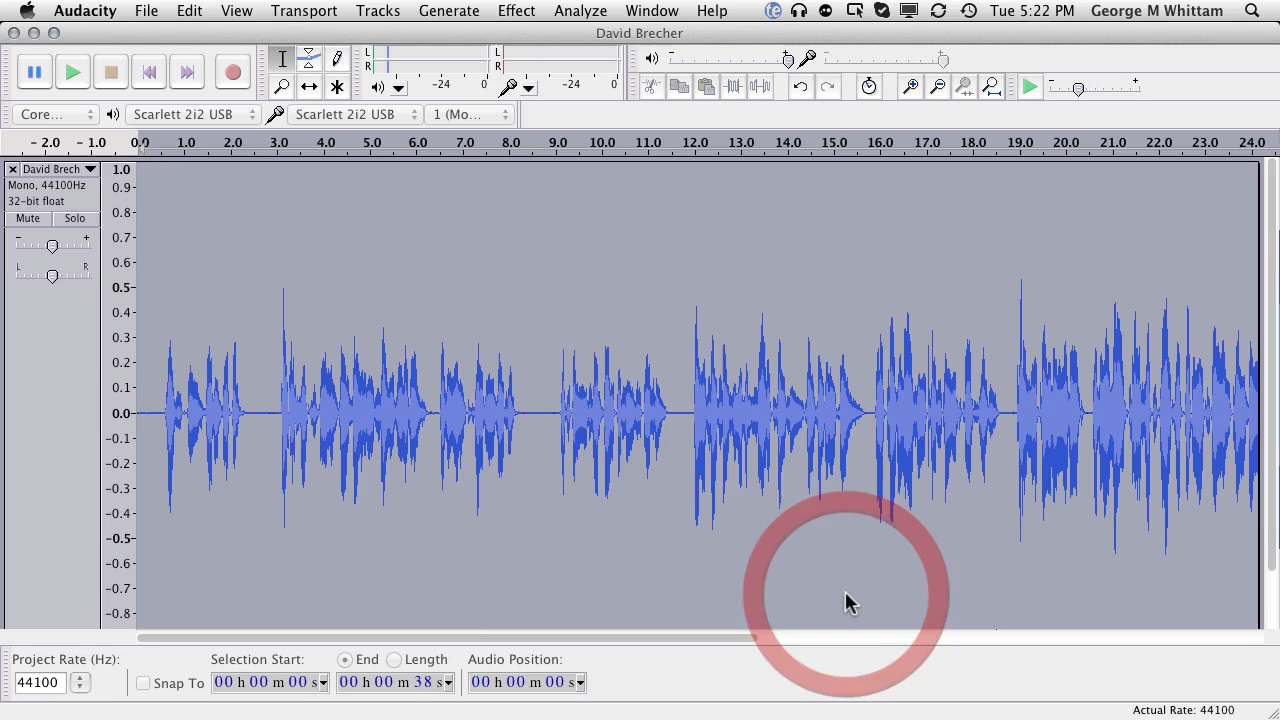 Audacity File Edit View Transport Tracks Generate Effect Analyze Window Help Tue 5:22 PM George M Whittam
David Brecher
L
R
-24 0
L
R
-24 0
Core... Scarlett 2i2 USB Scarlett 2i2 USB 1 (Mo...
- 2.0 - 1.0 0.0 1.0 2.0 3.0 4.0 5.0 6.0 7.0 8.0 9.0 10.0 11.0 12.0 13.0 14.0 15.0 16.0 17.0 18.0 19.0 20.0 21.0 22.0 23.0 24.0
David Brech
Mono, 44100Hz
32-bit float
Mute Solo
- +
L R
1.0
0.9
0.8
0.7
0.6
0.5
0.4
0.3
0.2
0.1
0.0
-0.1
-0.2
-0.3
-0.4
-0.5
-0.6
-0.7
-0.8
Project Rate (Hz): Selection Start: End Length Audio Position:
44100 Snap To 00 h 00 m 00 s 00 h 00 m 38 s 00 h 00 m 00 s
Actual Rate: 44100